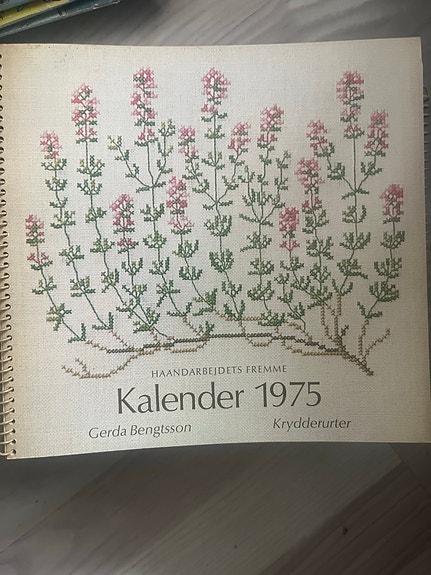 HAANDARBEJDETS FREMME
Kalender 1975
Gerda Bengtsson Krydderurter